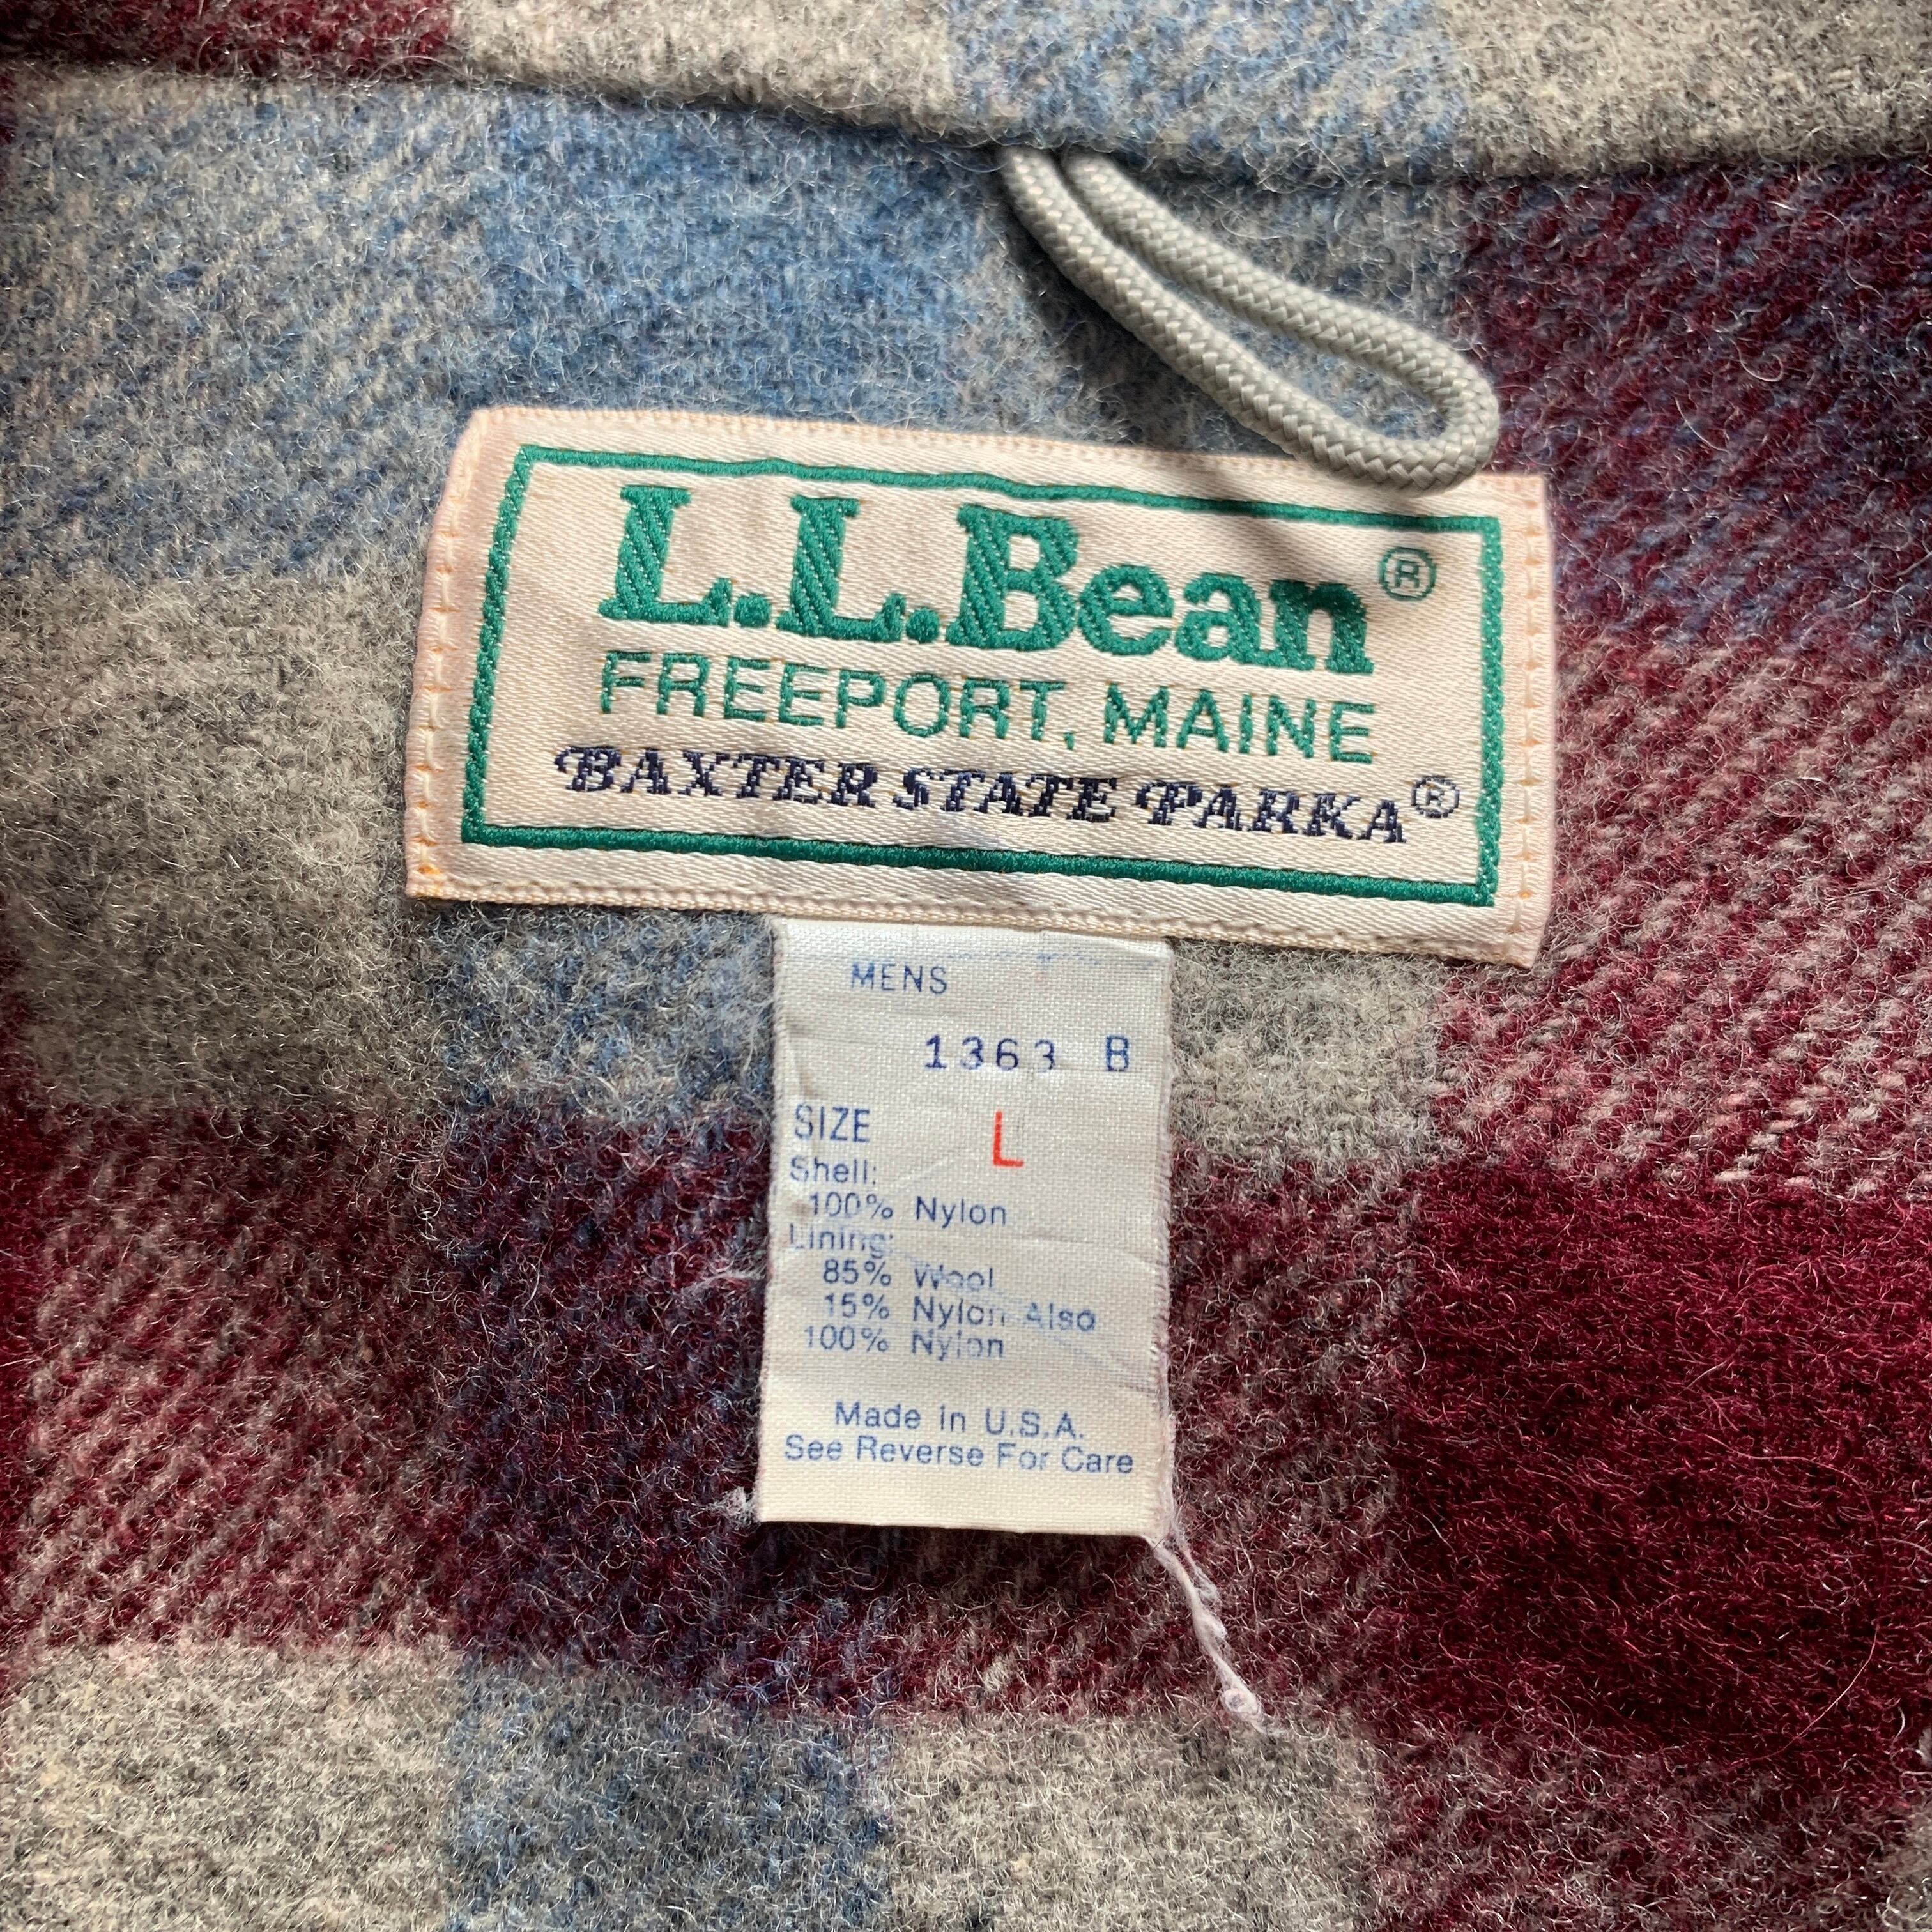 L.L.Bean®
FREEPORT, MAINE
BAXTER STATE PARKA®
MENS
1363 B
SIZE L
Shell:
100% Nylon
Lining:
85% Wool
15% Nylon Also
100% Nylon
Made in U.S.A.
See Reverse For Care